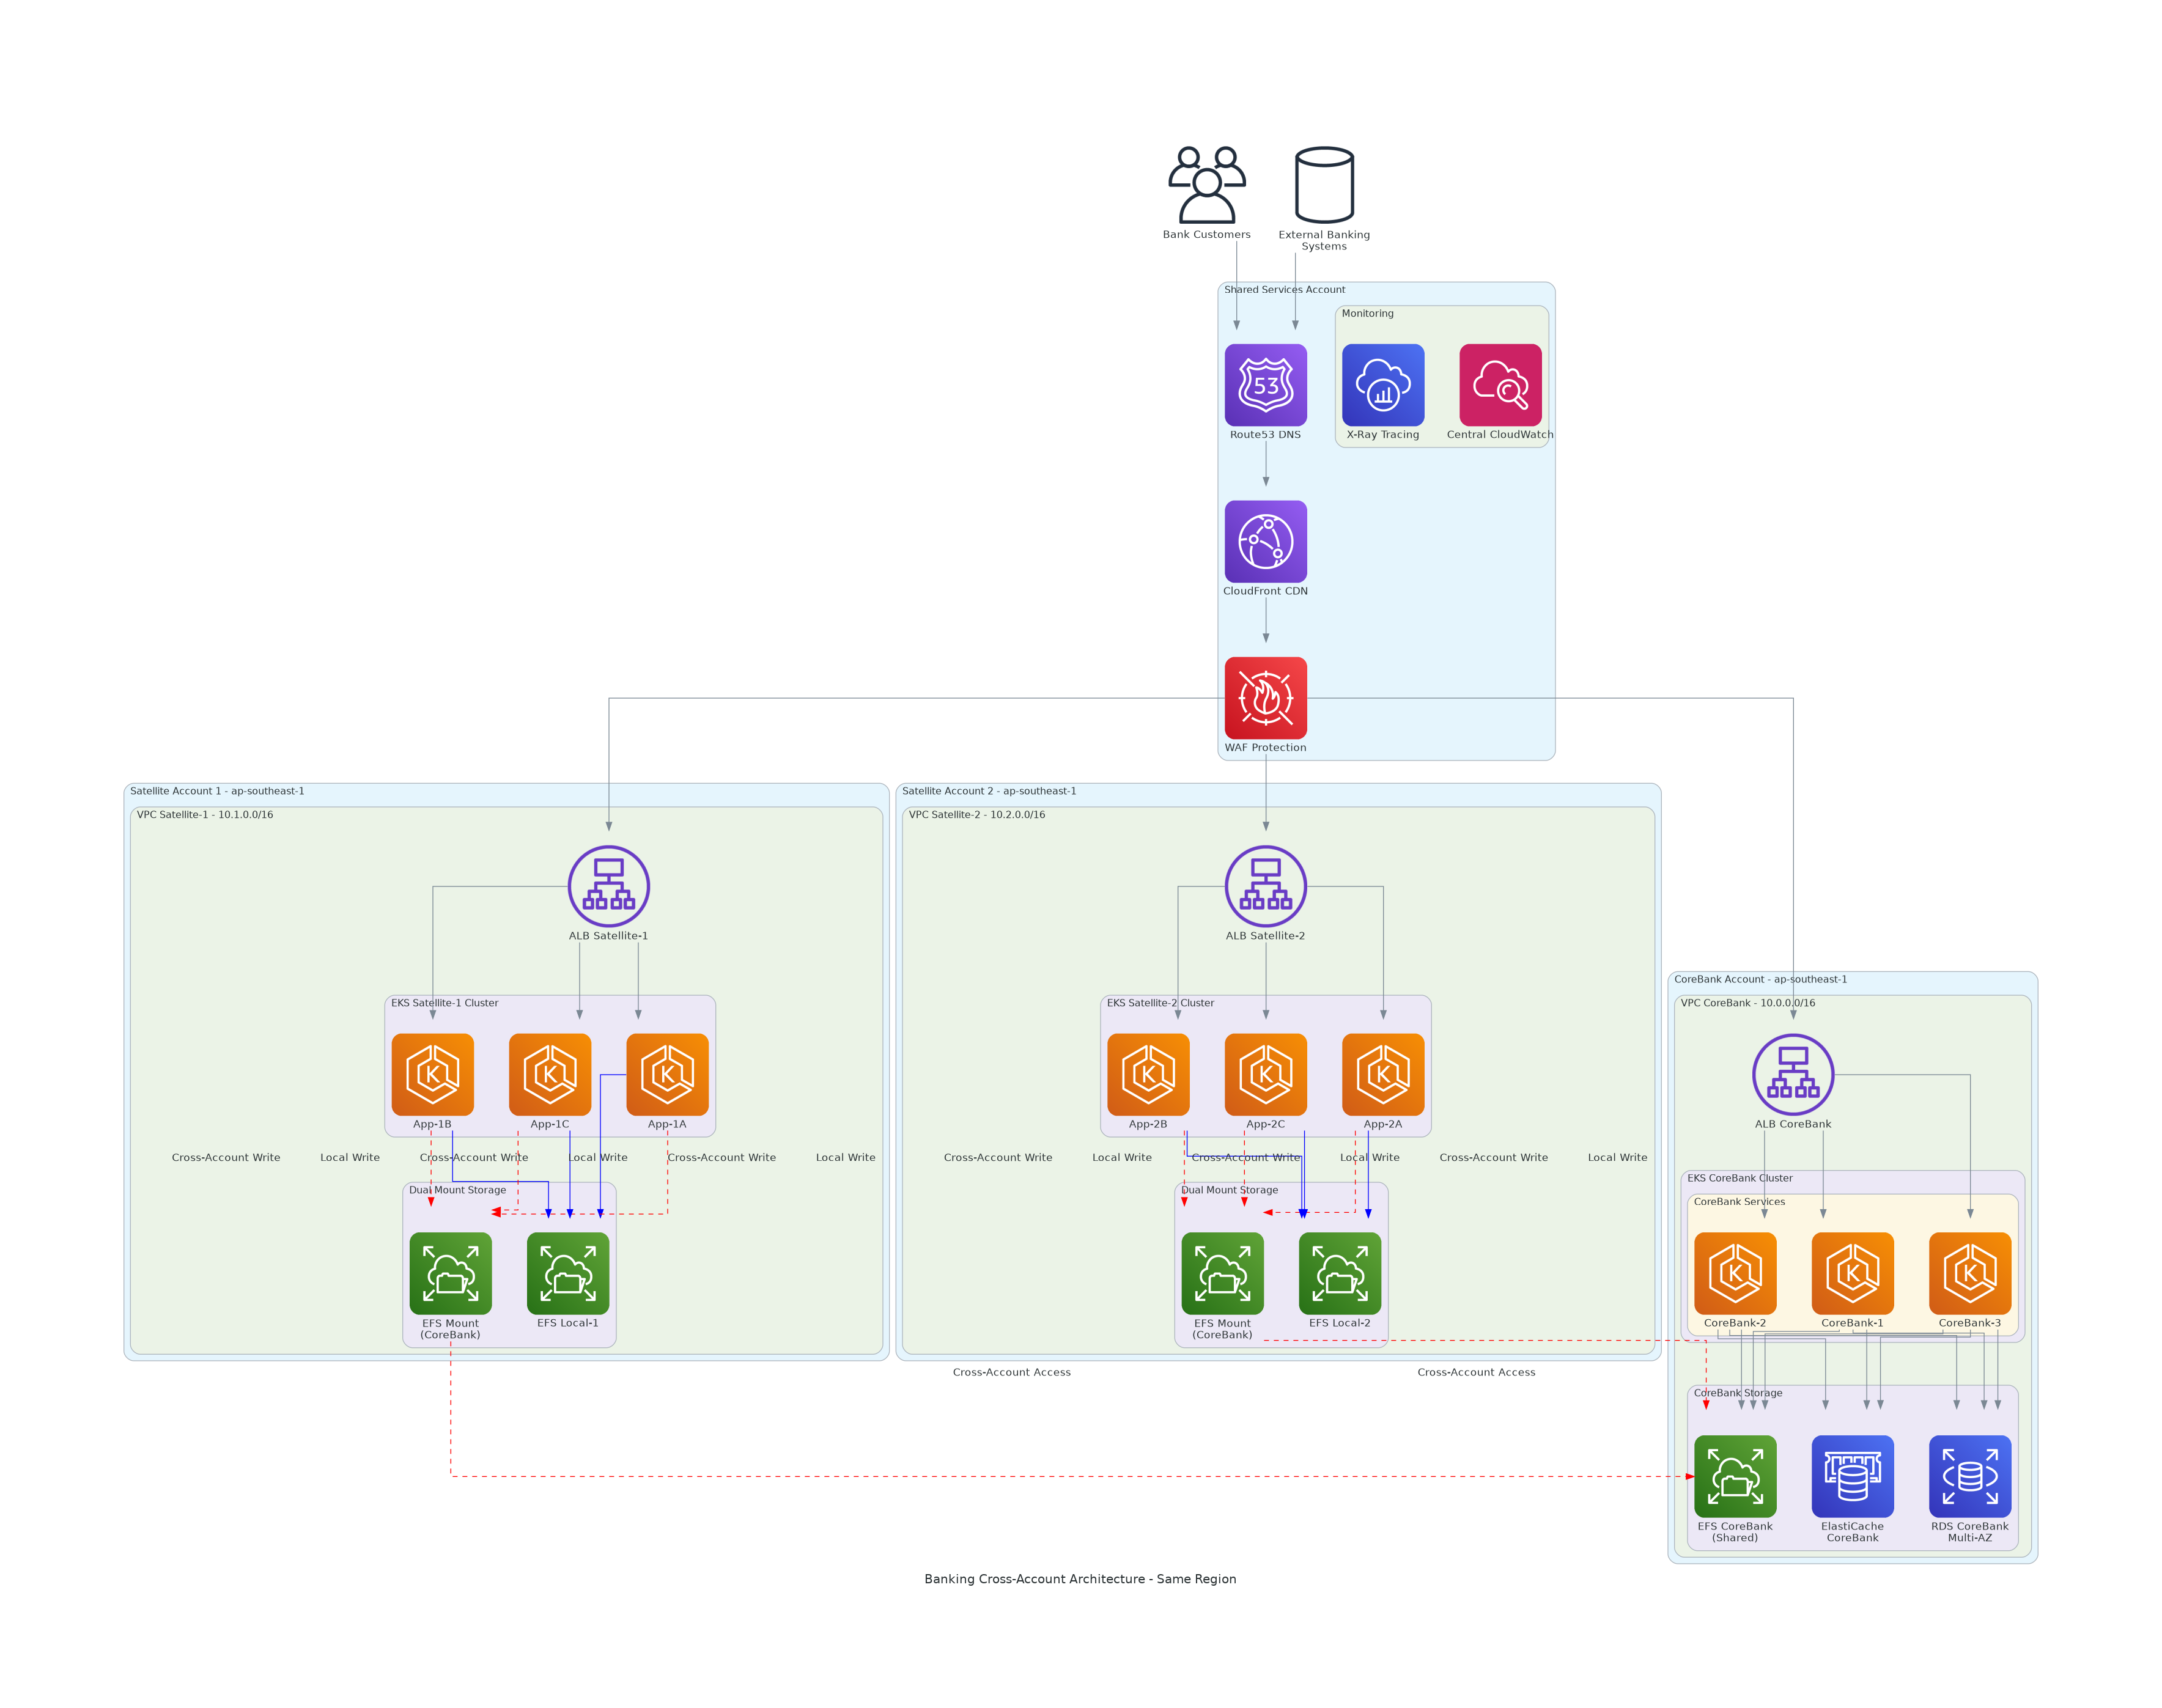 Bank Customers
External Banking
Systems
Shared Services Account
Monitoring
53
Route53 DNS
X-Ray Tracing
Central CloudWatch
CloudFront CDN
WAF Protection
Satellite Account 1 - ap-southeast-1
VPC Satellite-1 - 10.1.0.0/16
ALB Satellite-1
EKS Satellite-1 Cluster
K
K
K
App-1B
App-1C
App-1A
Cross-Account Write
Local Write
Cross-Account Write
Local Write
Cross-Account Write
Local Write
Dual Mount Storage
EFS Mount
(CoreBank)
EFS Local-1
Satellite Account 2 - ap-southeast-1
VPC Satellite-2 - 10.2.0.0/16
ALB Satellite-2
EKS Satellite-2 Cluster
K
K
K
App-2B
App-2C
App-2A
Cross-Account Write
Local Write
Cross-Account Write
Local Write
Cross-Account Write
Local Write
Dual Mount Storage
EFS Mount
(CoreBank)
EFS Local-2
Cross-Account Access
Cross-Account Access
CoreBank Account - ap-southeast-1
VPC CoreBank - 10.0.0.0/16
ALB CoreBank
EKS CoreBank Cluster
CoreBank Services
K
K
K
CoreBank-2
CoreBank-1
CoreBank-3
CoreBank Storage
EFS CoreBank
(Shared)
ElastiCache
CoreBank
RDS CoreBank
Multi-AZ
Banking Cross-Account Architecture - Same Region